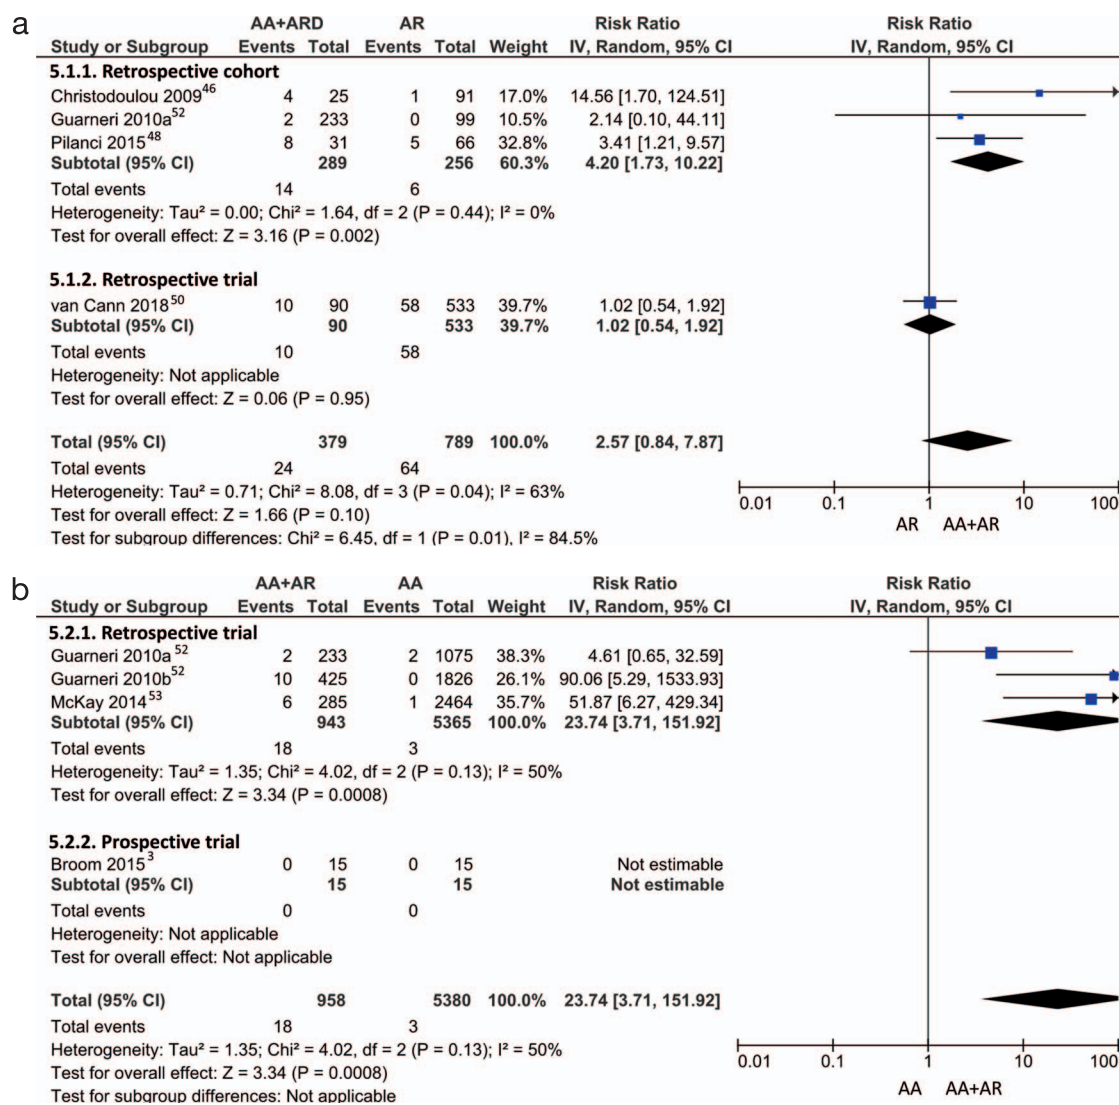 a
AA+ARD AR Risk Ratio Risk Ratio
Study or Subgroup Events Total Events Total Weight IV, Random, 95% CI IV, Random, 95% CI
5.1.1. Retrospective cohort
Christodoulou 2009⁴⁶ 4 25 1 91 17.0% 14.56 [1.70, 124.51]
Guarneri 2010a⁵² 2 233 0 99 10.5% 2.14 [0.10, 44.11]
Pilanci 2015⁴⁸ 8 31 5 66 32.8% 3.41 [1.21, 9.57]
Subtotal (95% CI) 289 256 60.3% 4.20 [1.73, 10.22]
Total events 14 6
Heterogeneity: Tau² = 0.00; Chi² = 1.64, df = 2 (P = 0.44); I² = 0%
Test for overall effect: Z = 3.16 (P = 0.002)
5.1.2. Retrospective trial
van Cann 2018⁵⁰ 10 90 58 533 39.7% 1.02 [0.54, 1.92]
Subtotal (95% CI) 90 533 39.7% 1.02 [0.54, 1.92]
Total events 10 58
Heterogeneity: Not applicable
Test for overall effect: Z = 0.06 (P = 0.95)
Total (95% CI) 379 789 100.0% 2.57 [0.84, 7.87]
Total events 24 64
Heterogeneity: Tau² = 0.71; Chi² = 8.08, df = 3 (P = 0.04); I² = 63%
Test for overall effect: Z = 1.66 (P = 0.10)
Test for subgroup differences: Chi² = 6.45, df = 1 (P = 0.01), I² = 84.5%
0.01 0.1 1 10 100
AR AA+AR
b
AA+AR AA Risk Ratio Risk Ratio
Study or Subgroup Events Total Events Total Weight IV, Random, 95% CI IV, Random, 95% CI
5.2.1. Retrospective trial
Guarneri 2010a⁵² 2 233 2 1075 38.3% 4.61 [0.65, 32.59]
Guarneri 2010b⁵² 10 425 0 1826 26.1% 90.06 [5.29, 1533.93]
McKay 2014⁵³ 6 285 1 2464 35.7% 51.87 [6.27, 429.34]
Subtotal (95% CI) 943 5365 100.0% 23.74 [3.71, 151.92]
Total events 18 3
Heterogeneity: Tau² = 1.35; Chi² = 4.02, df = 2 (P = 0.13); I² = 50%
Test for overall effect: Z = 3.34 (P = 0.0008)
5.2.2. Prospective trial
Broom 2015³ 0 15 0 15 Not estimable
Subtotal (95% CI) 15 15 Not estimable
Total events 0 0
Heterogeneity: Not applicable
Test for overall effect: Not applicable
Total (95% CI) 958 5380 100.0% 23.74 [3.71, 151.92]
Total events 18 3
Heterogeneity: Tau² = 1.35; Chi² = 4.02, df = 2 (P = 0.13); I² = 50%
Test for overall effect: Z = 3.34 (P = 0.0008)
Test for subgroup differences: Not applicable
0.01 0.1 1 10 100
AA AA+AR